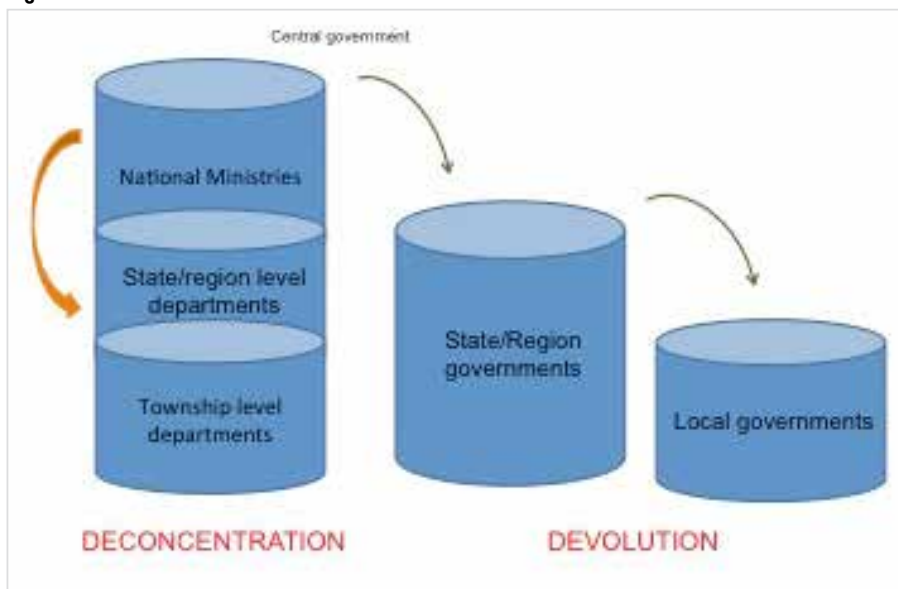 Central government
National Ministries
State/region level
departments
Township level
departments
State/Region
governments
Local governments
DECONCENTRATION
DEVOLUTION